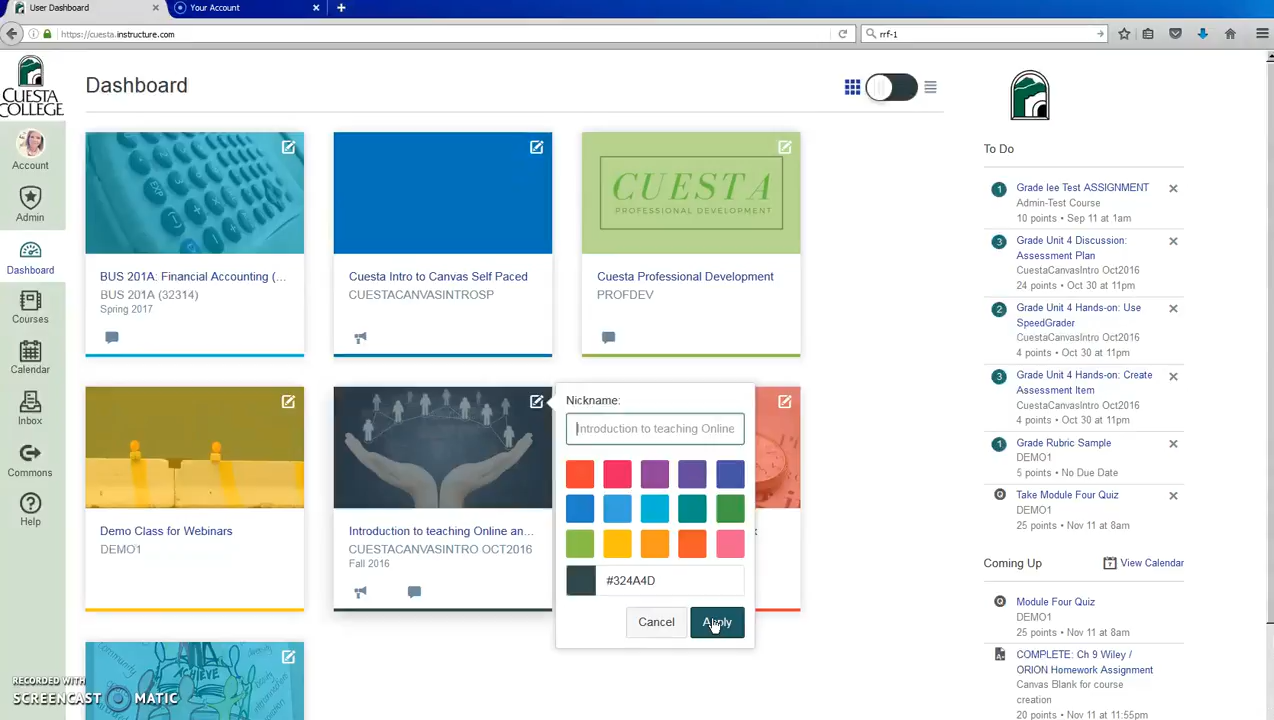 User Dashboard
Your Account
https://cuesta.instructure.com
rrf-1
CUESTA
COLLEGE
Account
Admin
Dashboard
Courses
Calendar
Inbox
Commons
Help
Dashboard
CUESTA
PROFESSIONAL DEVELOPMENT
BUS 201A: Financial Accounting (...
BUS 201A (32314)
Spring 2017
Cuesta Intro to Canvas Self Paced
CUESTACANVASINTROSP
Cuesta Professional Development
PROFDEV
Demo Class for Webinars
DEMO1
Introduction to teaching Online an...
CUESTACANVASINTRO OCT2016
Fall 2016
Nickname:
Introduction to teaching Online
#324A4D
Cancel
Apply
ACHIEVE
RECORDED WITH
SCREENCAST MATIC
To Do
1 Grade lee Test ASSIGNMENT
Admin-Test Course
10 points • Sep 11 at 1am
3 Grade Unit 4 Discussion:
Assessment Plan
CuestaCanvasIntro Oct2016
24 points • Oct 30 at 11pm
2 Grade Unit 4 Hands-on: Use
SpeedGrader
CuestaCanvasIntro Oct2016
4 points • Oct 30 at 11pm
3 Grade Unit 4 Hands-on: Create
Assessment Item
CuestaCanvasIntro Oct2016
4 points • Oct 30 at 11pm
1 Grade Rubric Sample
DEMO1
5 points • No Due Date
Take Module Four Quiz
DEMO1
25 points • Nov 11 at 8am
Coming Up
View Calendar
Module Four Quiz
DEMO1
25 points • Nov 11 at 8am
COMPLETE: Ch 9 Wiley /
ORION Homework Assignment
Canvas Blank for course
creation
20 points • Nov 11 at 11:55pm